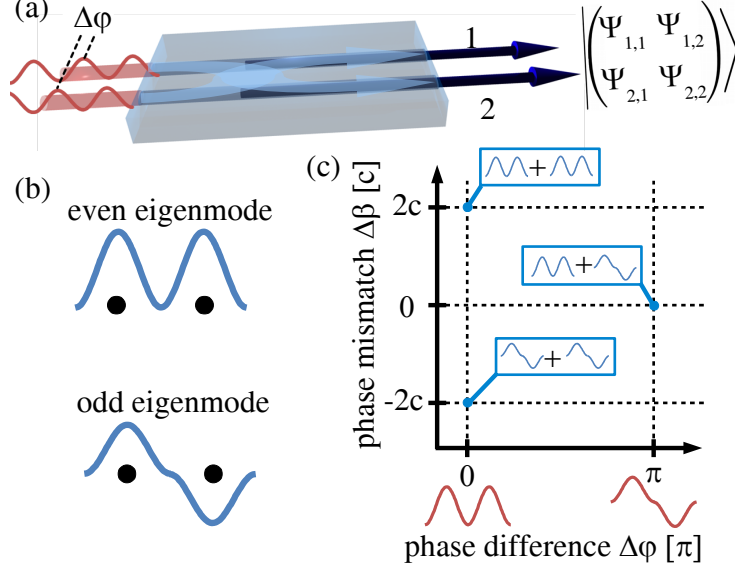 (a)
Δφ
1
2
|(Ψ1,1 Ψ1,2
Ψ2,1 Ψ2,2)⟩
(b)
even eigenmode
odd eigenmode
(c)
phase mismatch Δβ [c]
2c
+
0
+
-2c
+
0
π
phase difference Δφ [π]